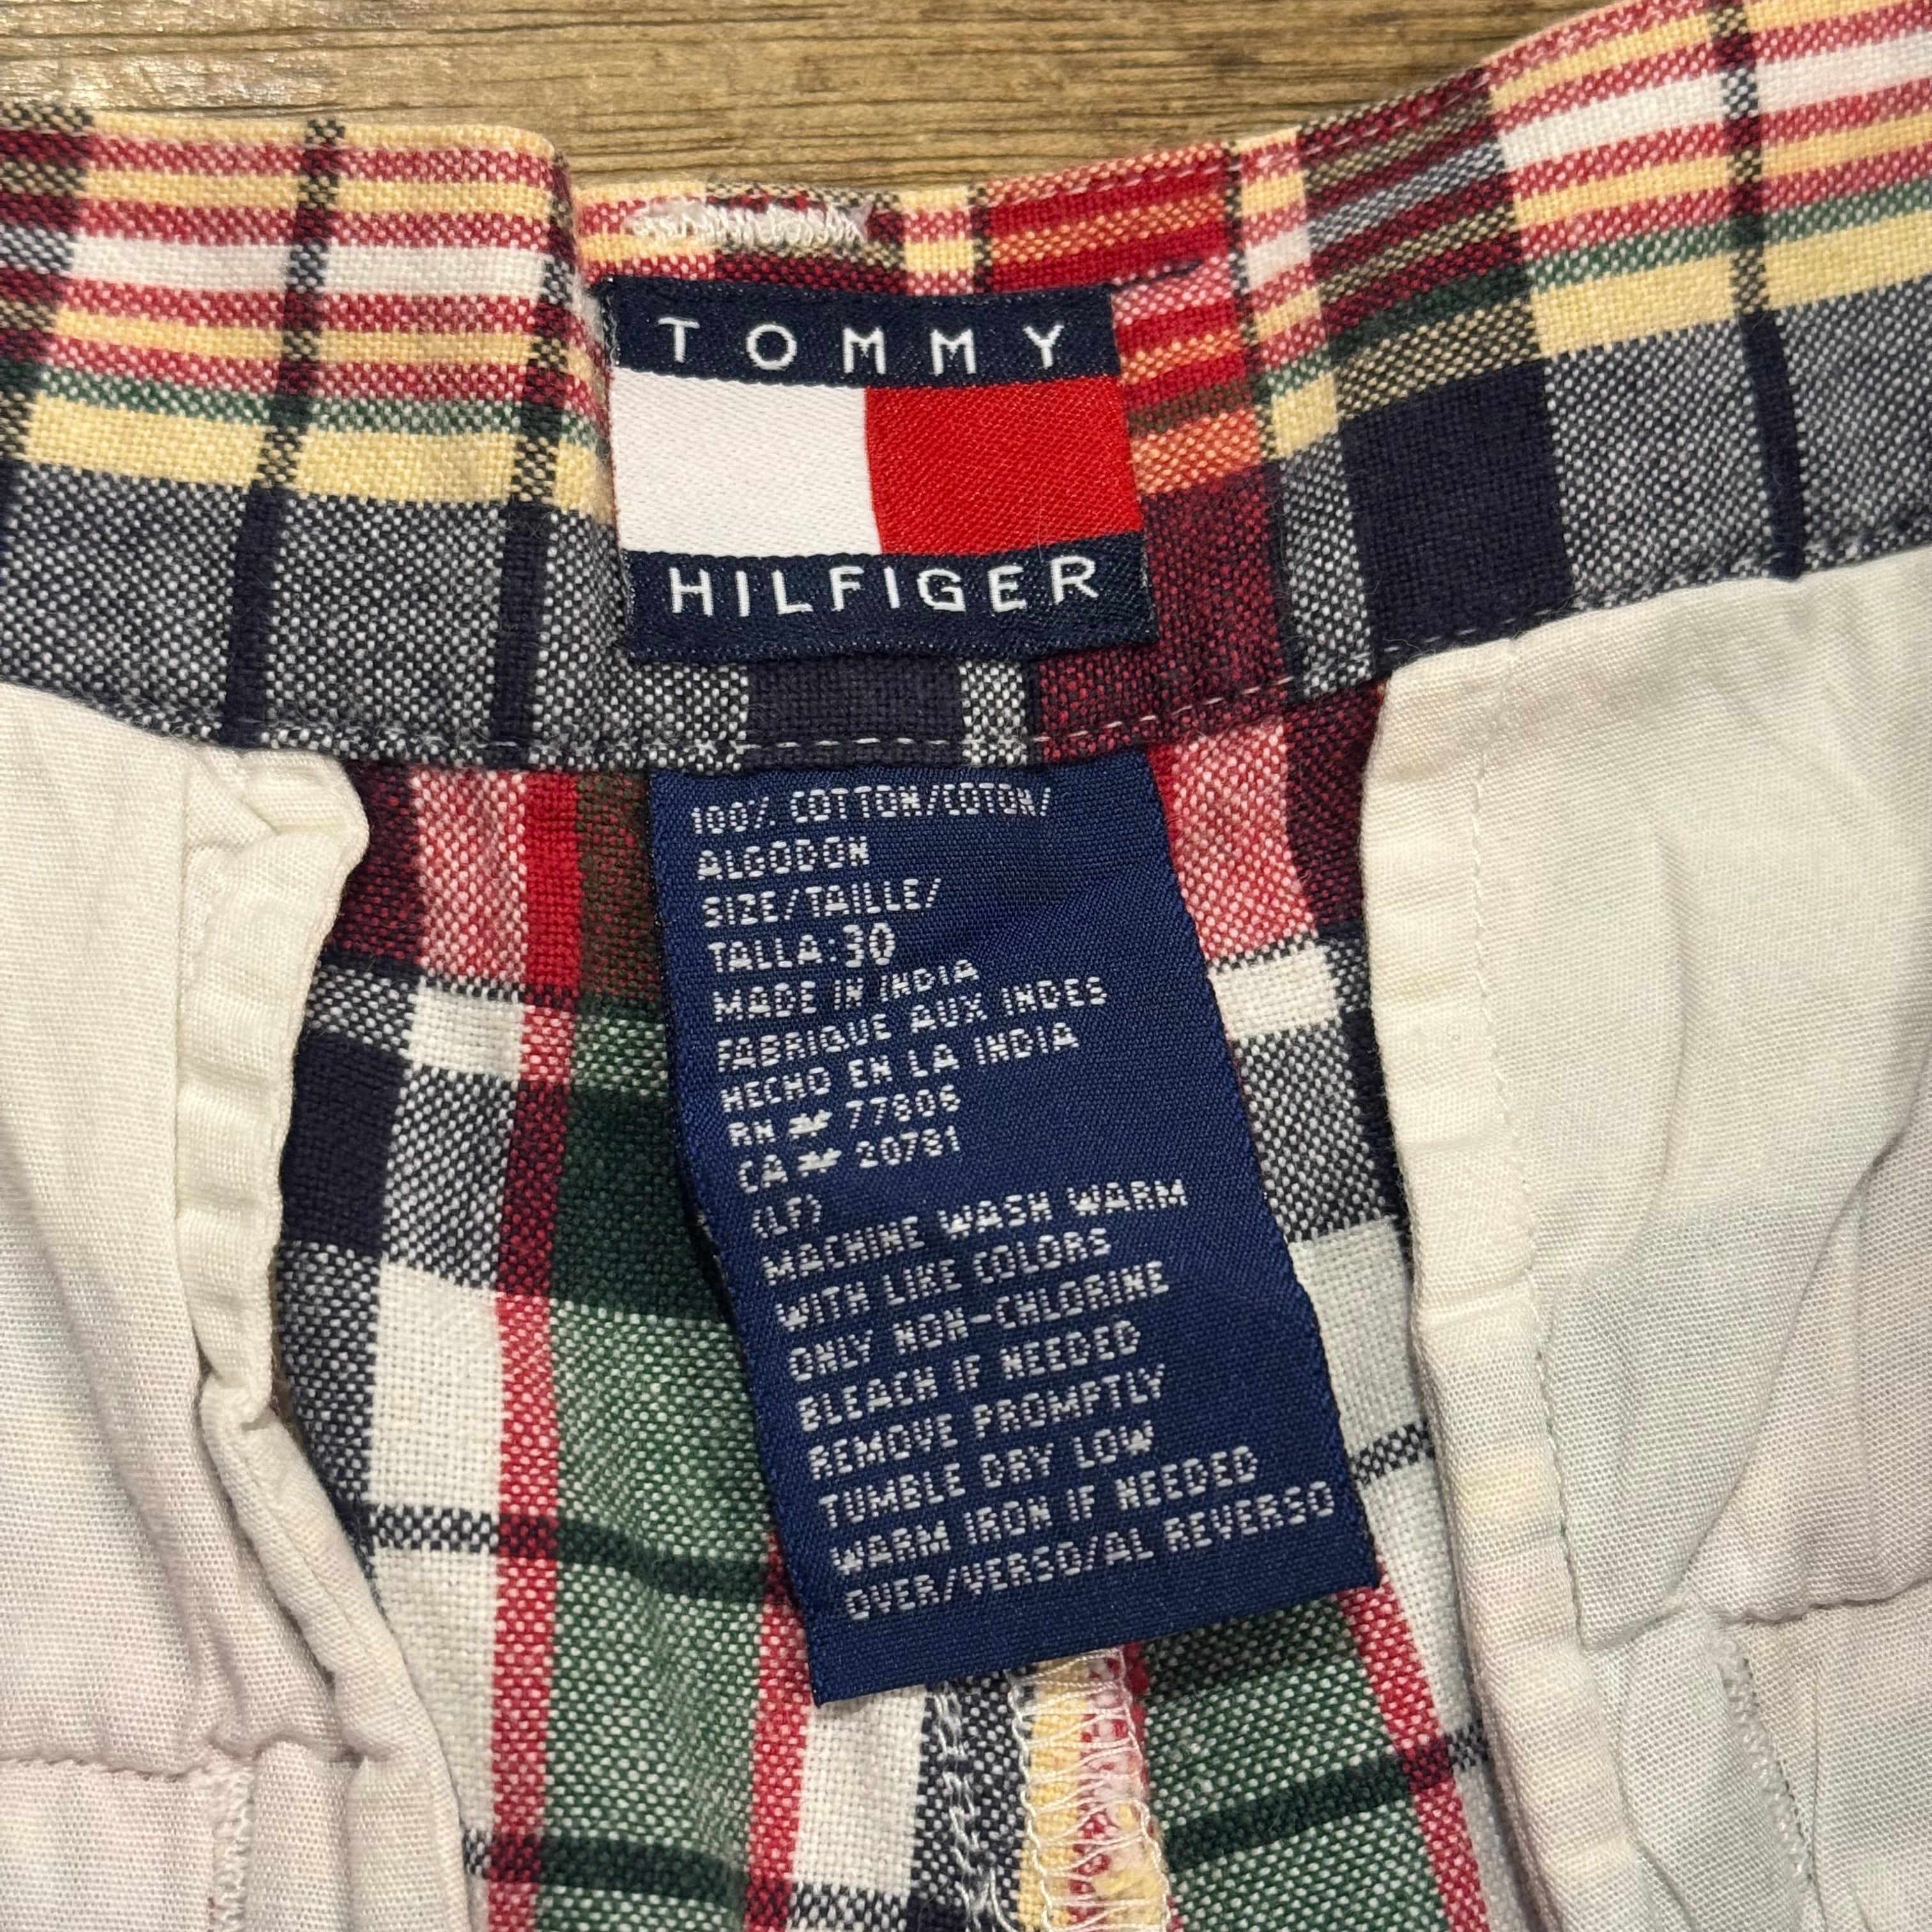 TOMMY
HILFIGER
100% COTTON/COTON/
ALGODON
SIZE/TAILLE/
TALLA:30
MADE IN INDIA
FABRIQUE AUX INDES
HECHO EN LA INDIA
RN # 77806
CA # 20781
(LF)
MACHINE WASH WARM
WITH LIKE COLORS
ONLY NON-CHLORINE
BLEACH IF NEEDED
REMOVE PROMPTLY
TUMBLE DRY LOW
WARM IRON IF NEEDED
OVER/VERSO/AL REVERSO